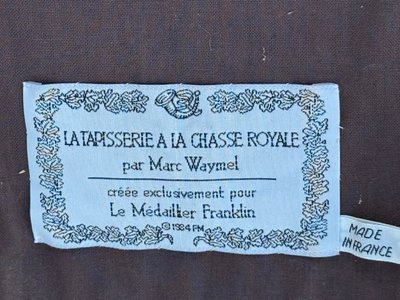 LA TAPISSERIE A LA CHASSE ROYALE
par Marc Waymel
créée exclusivement pour
Le Médaillier Franklin
© 1984 FM
MADE
IN FRANCE